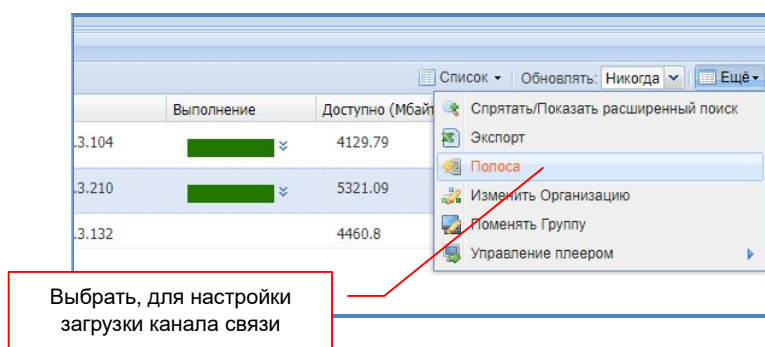 Список Обновлять: Никогда Ещё
Выполнение Доступно (Мбайт
Спрятать/Показать расширенный поиск
.3.104 4129.79
Экспорт
Полоса
.3.210 5321.09
Изменить Организацию
Поменять Группу
.3.132 4460.8
Управление плеером
Выбрать, для настройки
загрузки канала связи